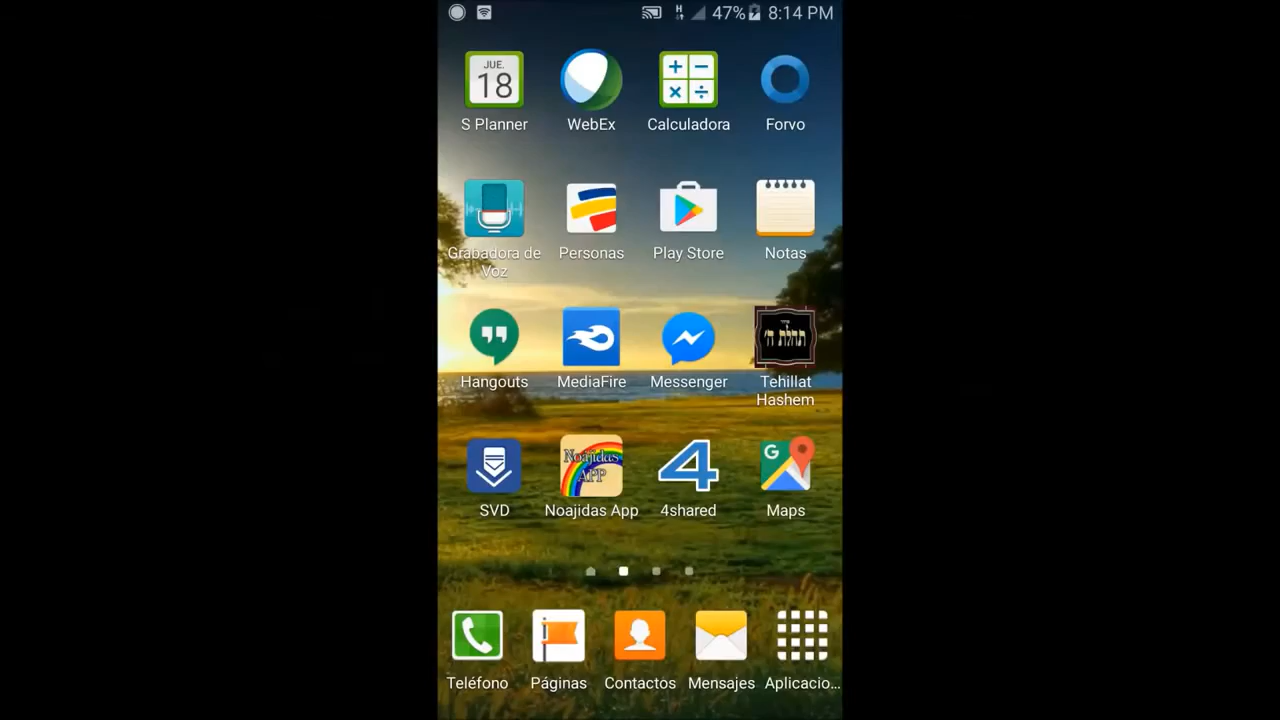 H 47% 8:14 PM
JUE.
18
S Planner WebEx Calculadora Forvo
Grabadora de Voz Personas Play Store Notas
תהלת ה'
Hangouts MediaFire Messenger Tehillat Hashem
Noajidas APP
4
G
SVD Noajidas App 4shared Maps
Teléfono Páginas Contactos Mensajes Aplicacio...